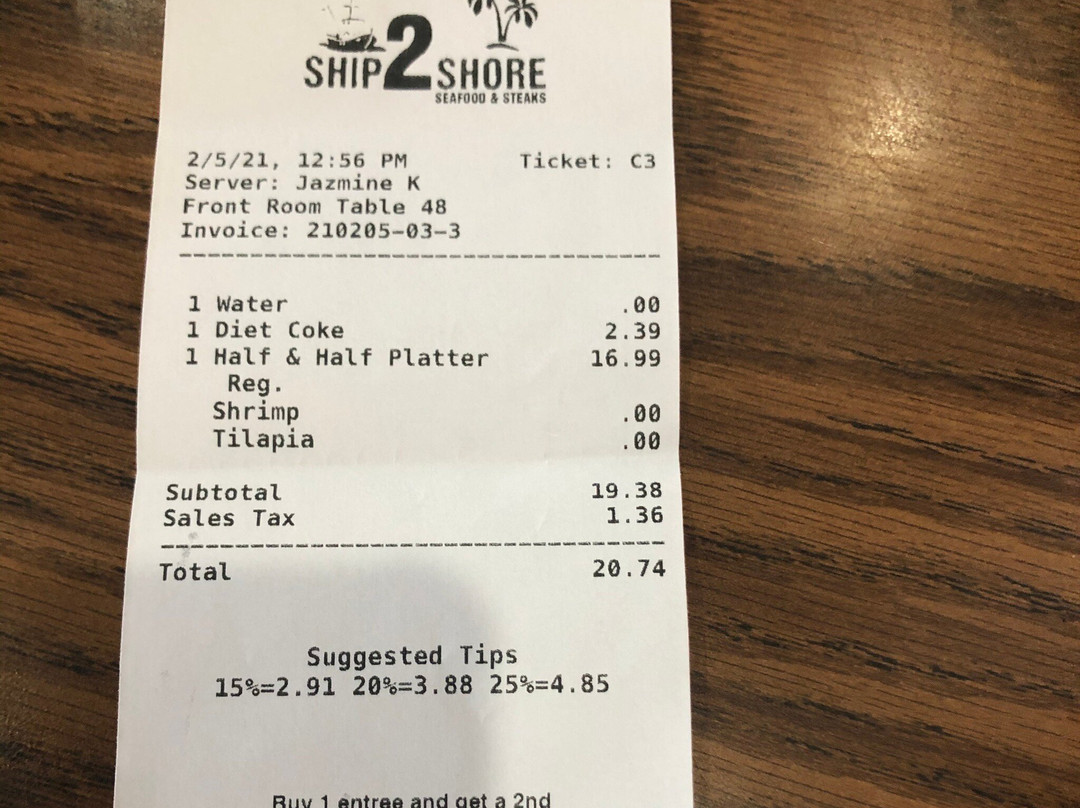 SHIP 2 SHORE
SEAFOOD & STEAKS
2/5/21, 12:56 PM Ticket: C3
Server: Jazmine K
Front Room Table 48
Invoice: 210205-03-3
1 Water .00
1 Diet Coke 2.39
1 Half & Half Platter 16.99
Reg.
Shrimp .00
Tilapia .00
Subtotal 19.38
Sales Tax 1.36
Total 20.74
Suggested Tips
15%=2.91 20%=3.88 25%=4.85
Buy 1 entree and get a 2nd